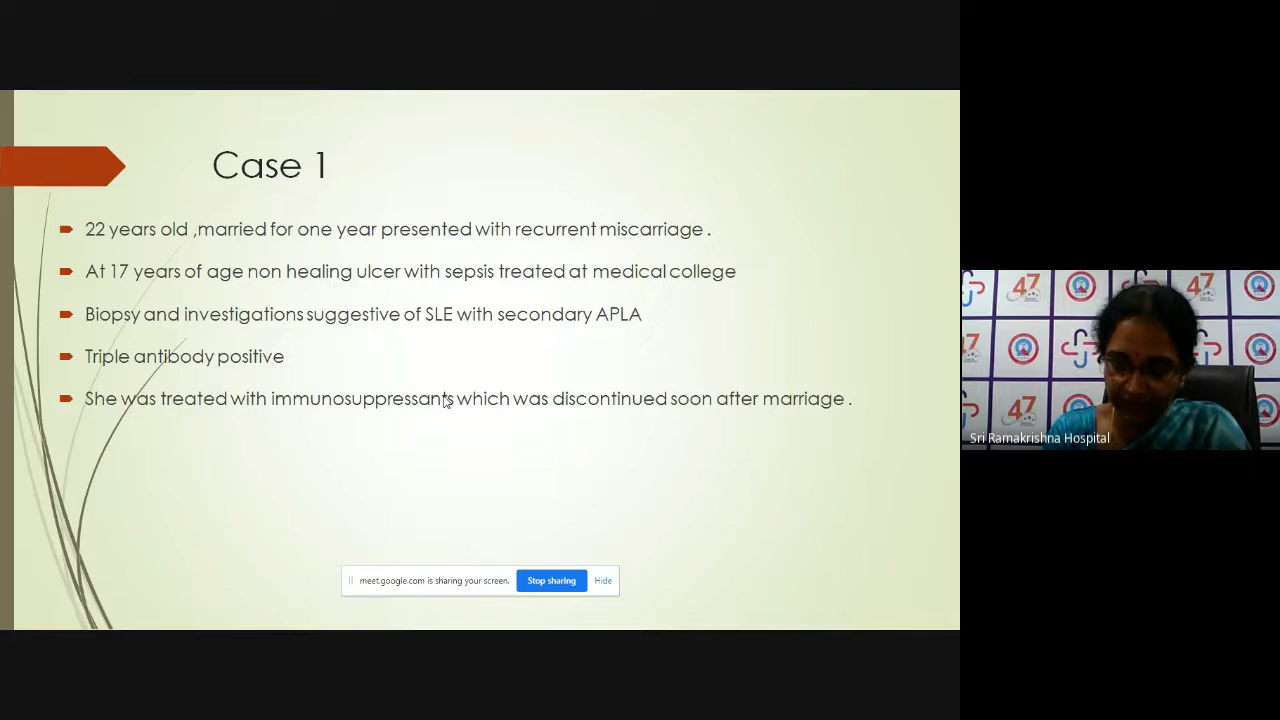 Case 1
22 years old ,married for one year presented with recurrent miscarriage .
At 17 years of age non healing ulcer with sepsis treated at medical college
Biopsy and investigations suggestive of SLE with secondary APLA
Triple antibody positive
She was treated with immunosuppressants which was discontinued soon after marriage .
meet.google.com is sharing your screen. Stop sharing Hide
47
47
47
Sri Ramakrishna Hospital